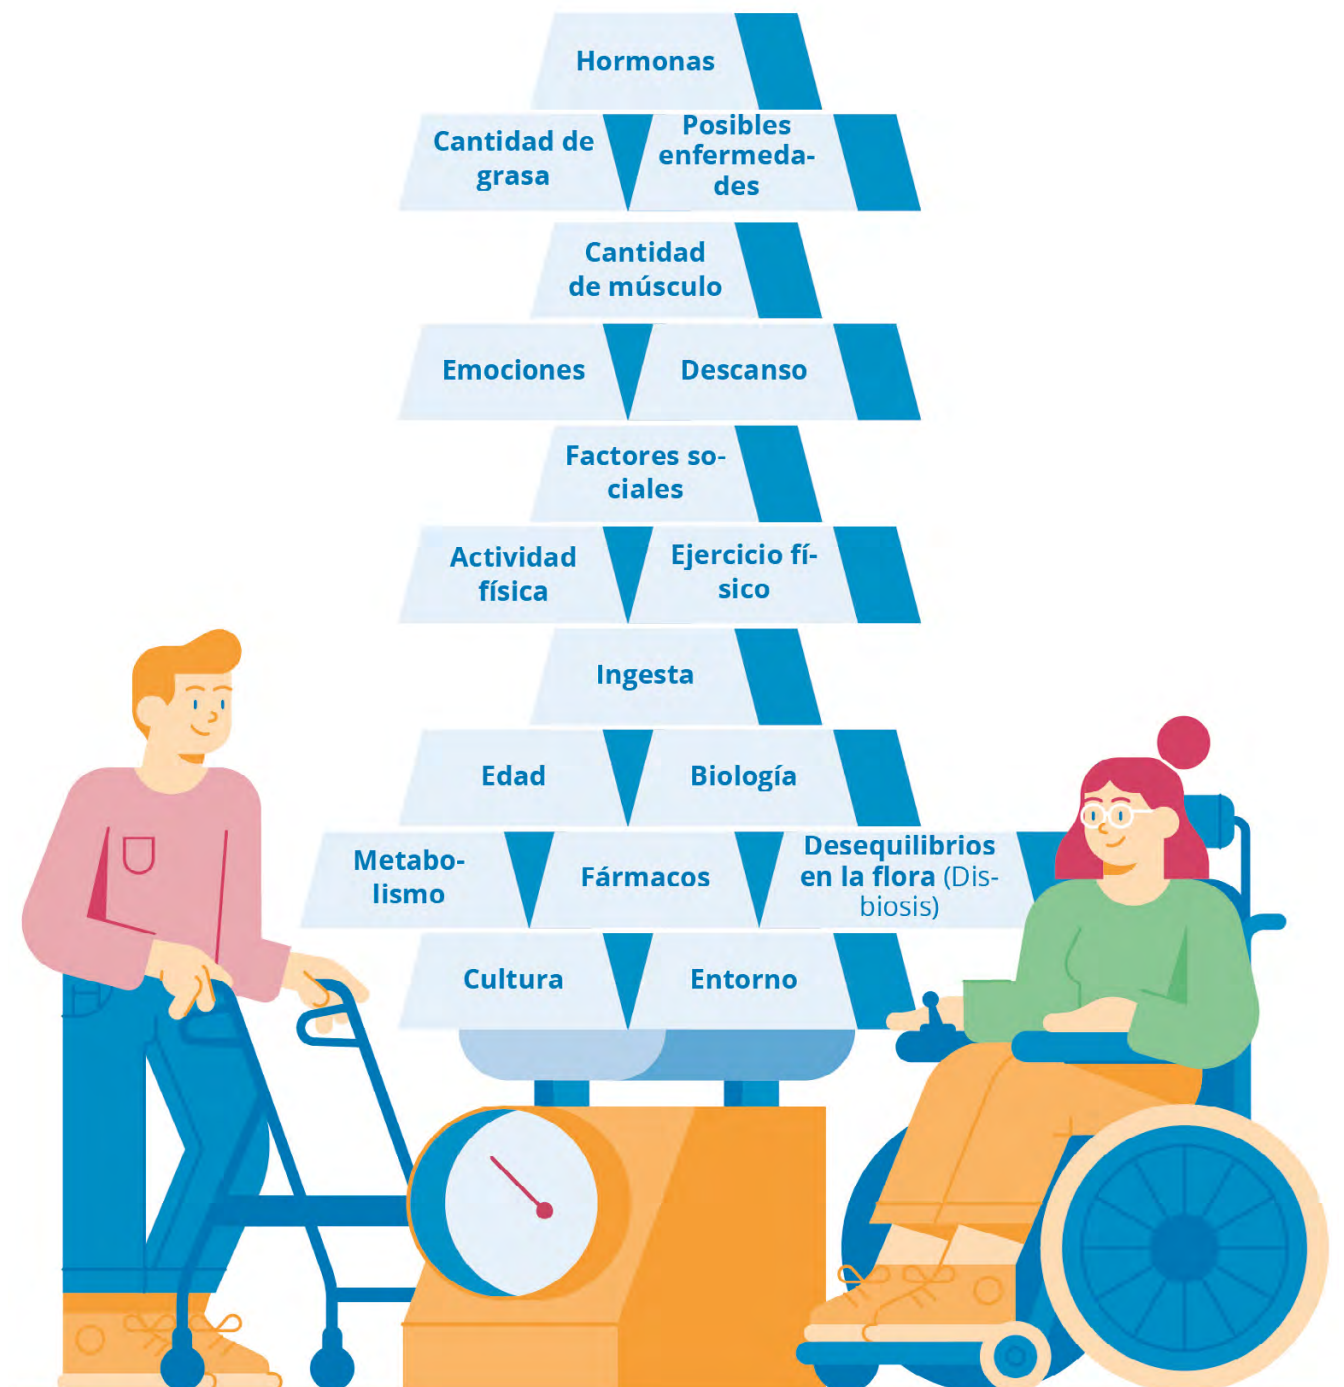 Hormonas
Cantidad de
grasa
Posibles
enfermeda-
des
Cantidad
de músculo
Emociones
Descanso
Factores so-
ciales
Actividad
física
Ejercicio fí-
sico
Ingesta
Edad
Biología
Metabo-
lismo
Fármacos
Desequilibrios
en la flora (Dis-
biosis)
Cultura
Entorno